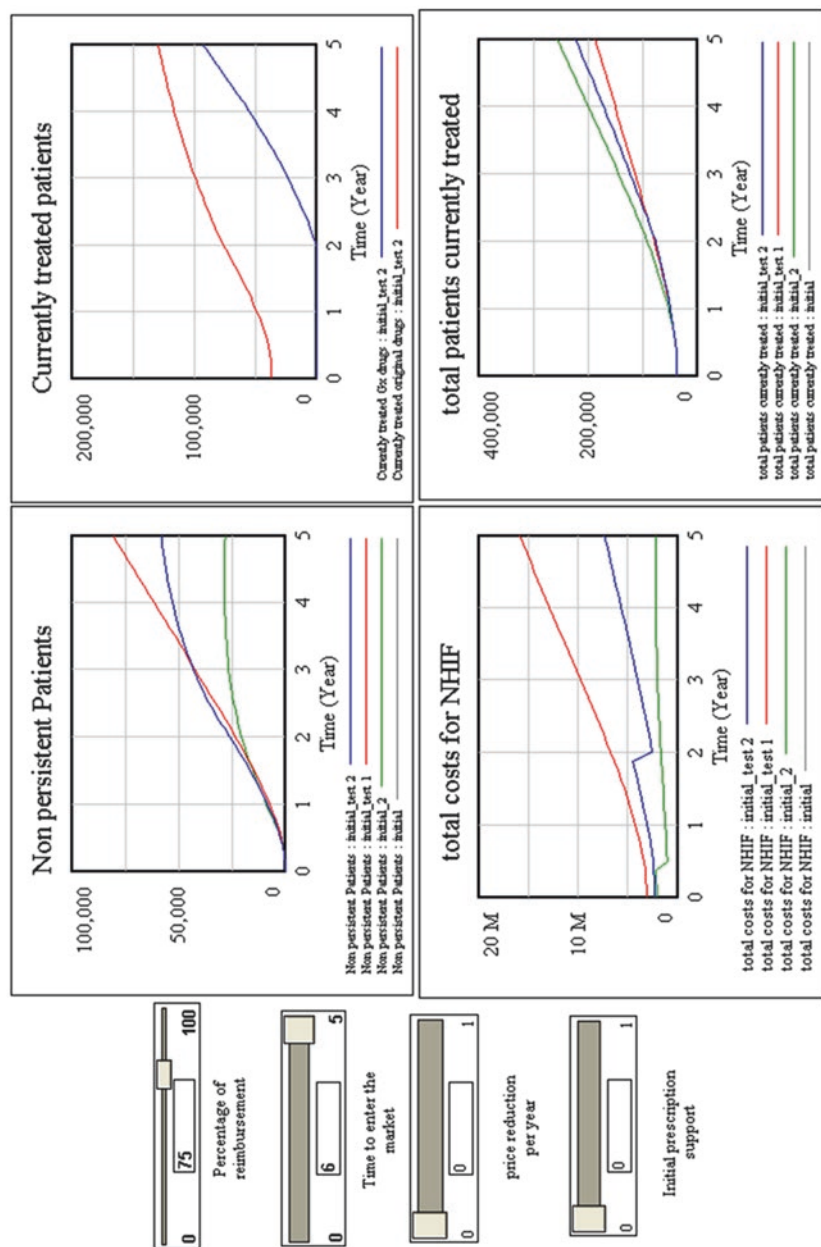 0
75
100
Percentage of
reimbursement
0
6
5
Time to enter the
market
0
0
1
price reduction
per year
0
0
1
Initial prescription
support
Non persistent Patients
100,000
50,000
0
0
1
2
3
4
5
Time (Year)
Non persistent Patients : initial_test 2
Non persistent Patients : initial_test 1
Non persistent Patients : initial_2
Non persistent Patients : initial
Currently treated patients
200,000
100,000
0
0
1
2
3
4
5
Time (Year)
Currently treated Gx drugs : initial_test 2
Currently treated original drugs : initial_test 2
total costs for NHIF
20 M
10 M
0
0
1
2
3
4
5
Time (Year)
total costs for NHIF : initial_test 2
total costs for NHIF : initial_test 1
total costs for NHIF : initial_2
total costs for NHIF : initial
total patients currently treated
400,000
200,000
0
0
1
2
3
4
5
Time (Year)
total patients currently treated : initial_test 2
total patients currently treated : initial_test 1
total patients currently treated : initial_2
total patients currently treated : initial